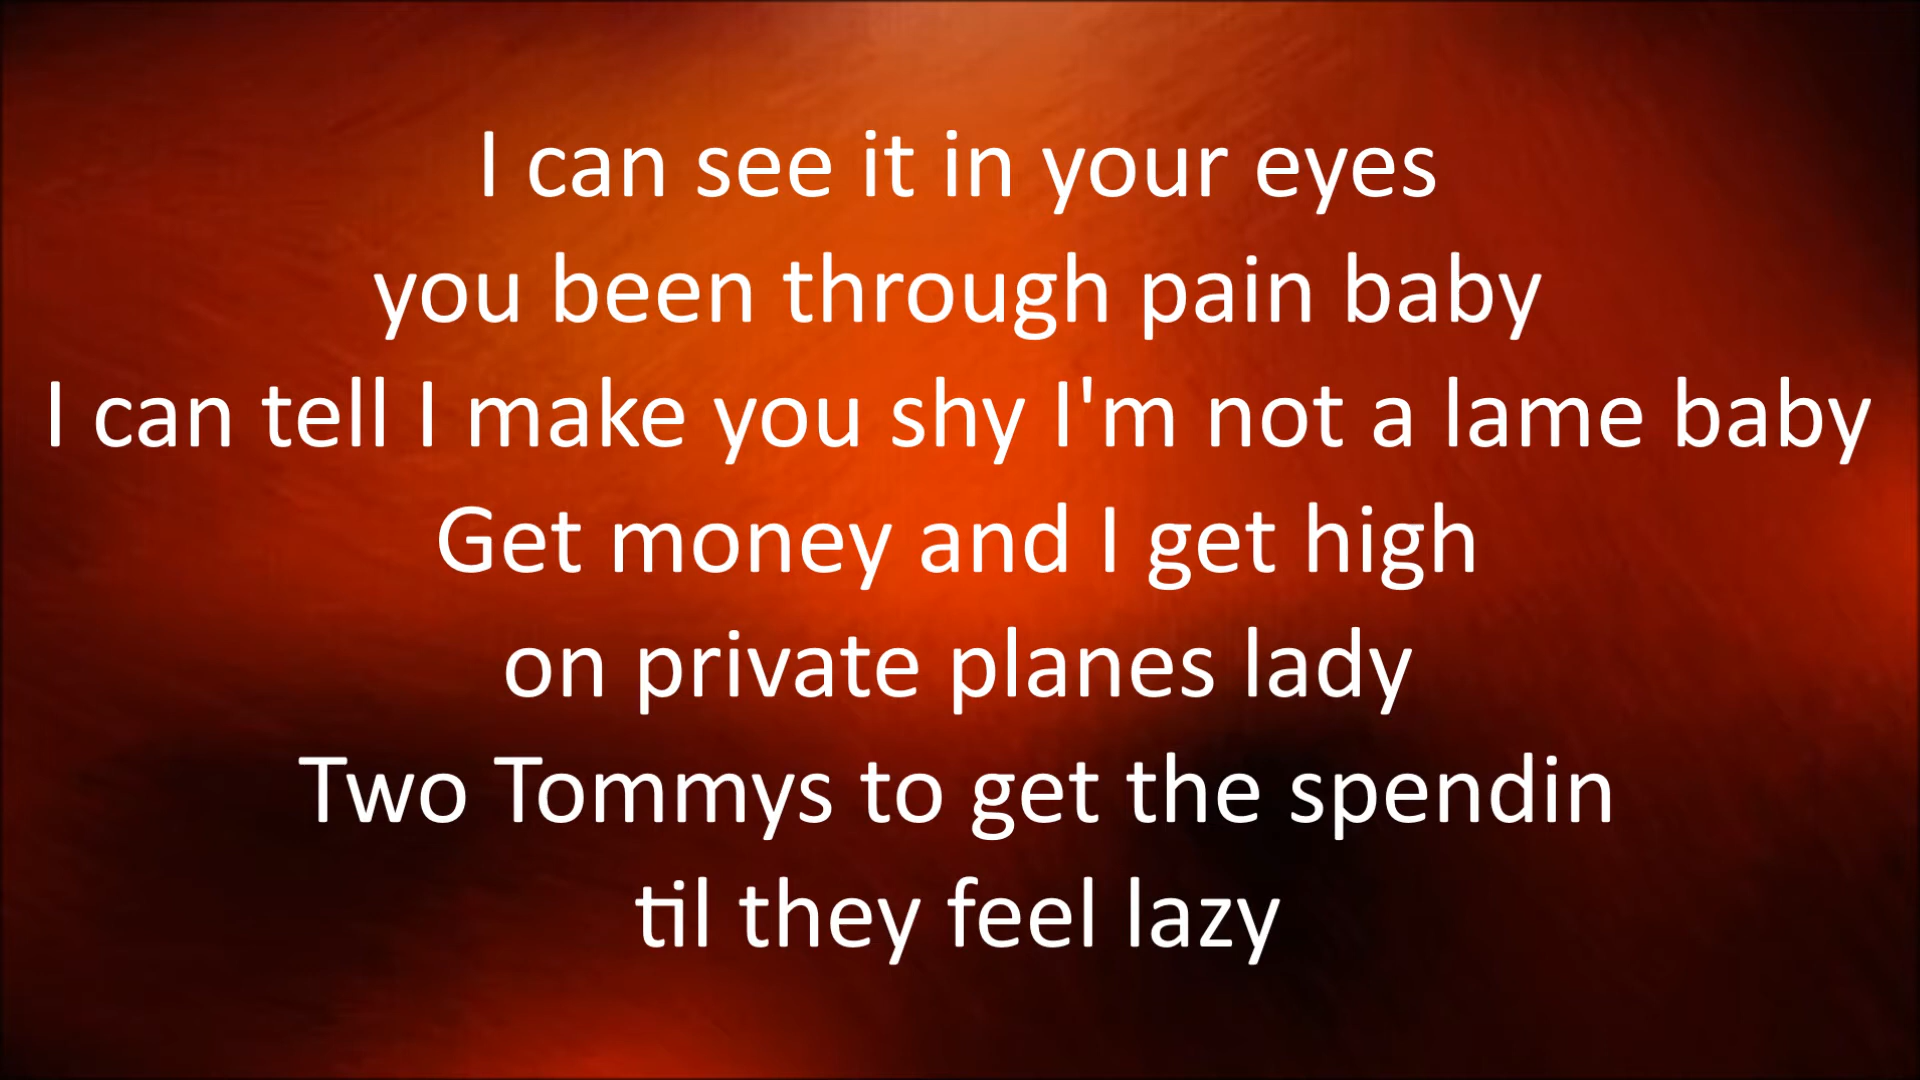 I can see it in your eyes
you been through pain baby
I can tell I make you shy I'm not a lame baby
Get money and I get high
on private planes lady
Two Tommys to get the spendin
til they feel lazy